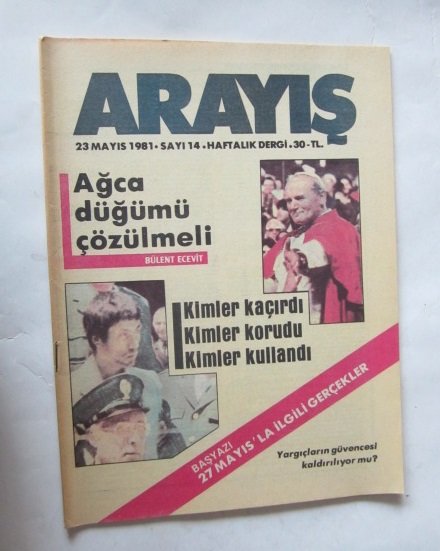 ARAYIŞ
23 MAYIS 1981 • SAYI 14 • HAFTALIK DERGİ • 30-TL.
Ağca
düğümü
çözülmeli
BÜLENT ECEVİT
Kimler kaçırdı
Kimler korudu
Kimler kullandı
BAŞYAZI
27 MAYIS'LA İLGİLİ GERÇEKLER
Yargıçların güvencesi
kaldırılıyor mu?